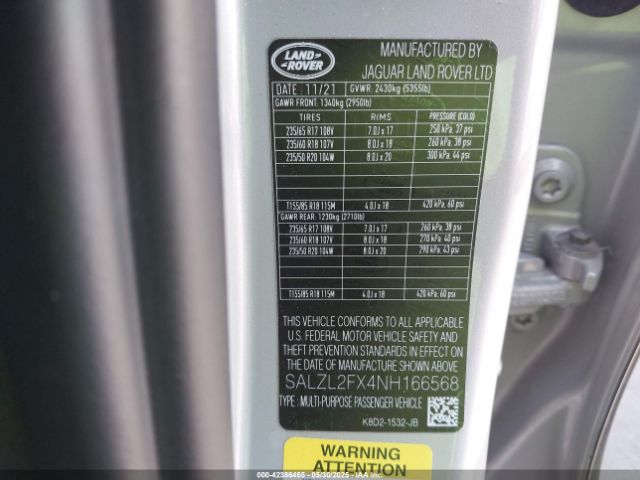 LAND
ROVER
MANUFACTURED BY
JAGUAR LAND ROVER LTD
DATE: 11/21 GVWR: 2430kg (5355lb)
GAWR FRONT: 1340kg (2950lb)
TIRES RIMS PRESSURE (COLD)
235/65 R17 108V 7.0J x 17 250 kPa, 37 psi
235/60 R18 107V 8.0J x 18 260 kPa, 38 psi
235/50 R20 104W 8.0J x 20 300 kPa, 44 psi
T155/85 R18 115M 4.0J x 18 420 kPa, 60 psi
GAWR REAR: 1230kg (2710lb)
235/65 R17 108V 7.0J x 17 260 kPa, 38 psi
235/60 R18 107V 8.0J x 18 270 kPa, 40 psi
235/50 R20 104W 8.0J x 20 290 kPa, 43 psi
T155/85 R18 115M 4.0J x 18 420 kPa, 60 psi
THIS VEHICLE CONFORMS TO ALL APPLICABLE
U.S. FEDERAL MOTOR VEHICLE SAFETY AND
THEFT PREVENTION STANDARDS IN EFFECT ON
THE DATE OF MANUFACTURE SHOWN ABOVE
SALZL2FX4NH166568
TYPE: MULTI-PURPOSE PASSENGER VEHICLE
K8D2-1532-JB
WARNING
ATTENTION
000-42386455 - 05/30/2025 - COPYRIGHT IAA, LLC.